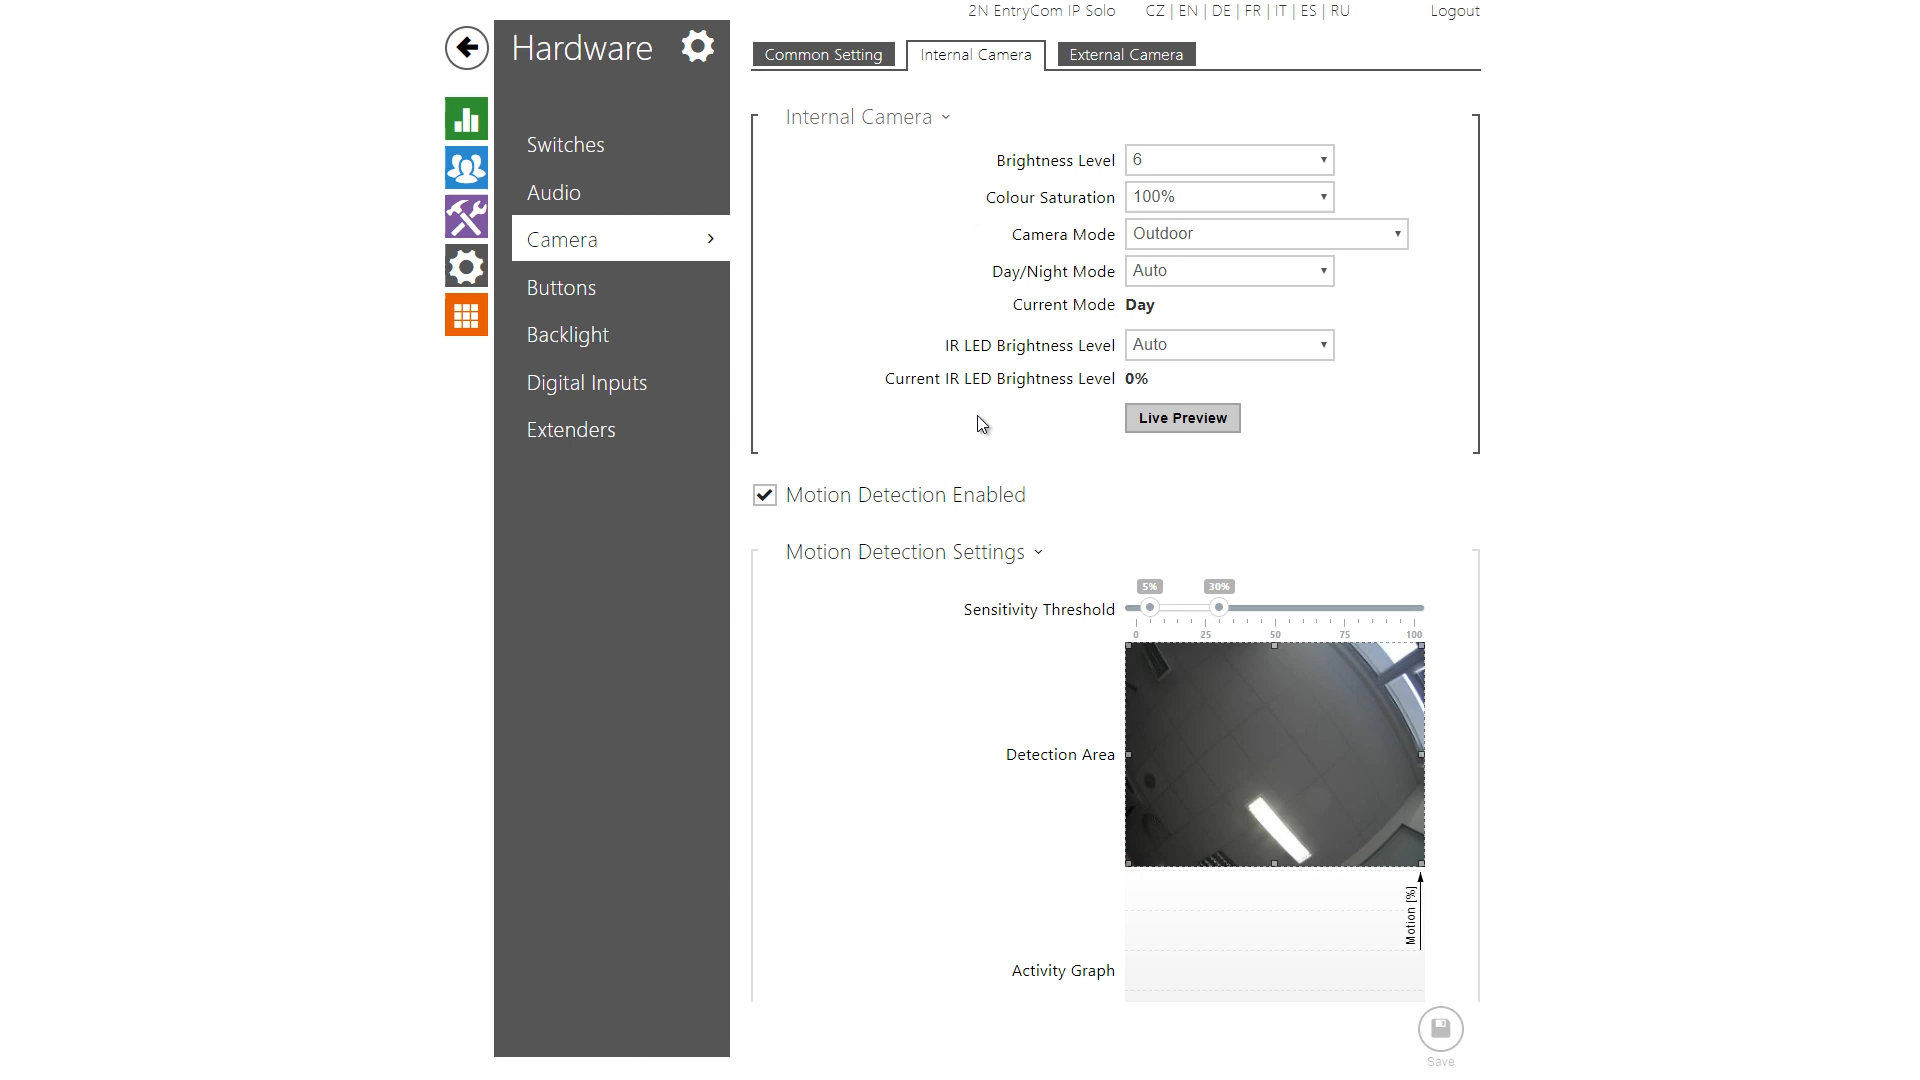 2N EntryCom IP Solo CZ | EN | DE | FR | IT | ES | RU Logout
Hardware
Common Setting Internal Camera External Camera
Switches
Audio
Camera
Buttons
Backlight
Digital Inputs
Extenders
Internal Camera
Brightness Level 6
Colour Saturation 100%
Camera Mode Outdoor
Day/Night Mode Auto
Current Mode Day
IR LED Brightness Level Auto
Current IR LED Brightness Level 0%
Live Preview
Motion Detection Enabled
Motion Detection Settings
5% 30%
Sensitivity Threshold
0 25 50 75 100
Detection Area
Motion [%]
Activity Graph
Save